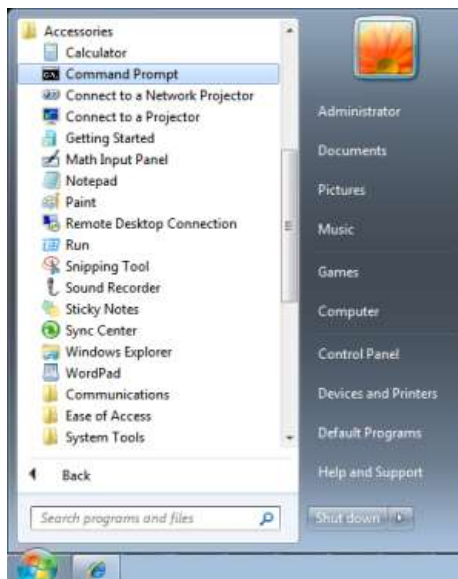 Accessories
Calculator
Command Prompt
Connect to a Network Projector
Connect to a Projector
Getting Started
Math Input Panel
Notepad
Paint
Remote Desktop Connection
Run
Snipping Tool
Sound Recorder
Sticky Notes
Sync Center
Windows Explorer
WordPad
Communications
Ease of Access
System Tools
Back
Search programs and files
Administrator
Documents
Pictures
Music
Games
Computer
Control Panel
Devices and Printers
Default Programs
Help and Support
Shut down